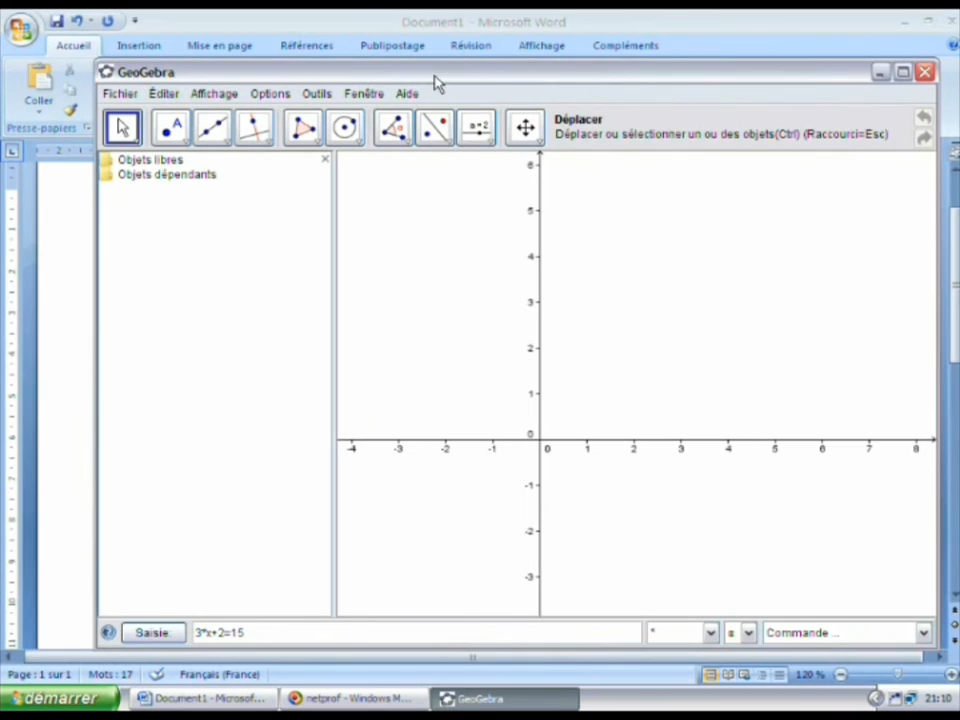 Document1 - Microsoft Word
Accueil Insertion Mise en page Références Publipostage Révision Affichage Compléments
Coller
Presse-papiers
GeoGebra
Fichier Éditer Affichage Options Outils Fenêtre Aide
A
a=2
Déplacer
Déplacer ou sélectionner un ou des objets(Ctrl) (Raccourci=Esc)
Objets libres
Objets dépendants
6
5
4
3
2
1
0
-4 -3 -2 -1 0 1 2 3 4 5 6 7 8
-1
-2
-3
Saisie: 3*x+2=15 ° α Commande ...
Page : 1 sur 1 Mots : 17 Français (France) 120 %
démarrer Document1 - Microsof... netprof - Windows M... GeoGebra 21:10